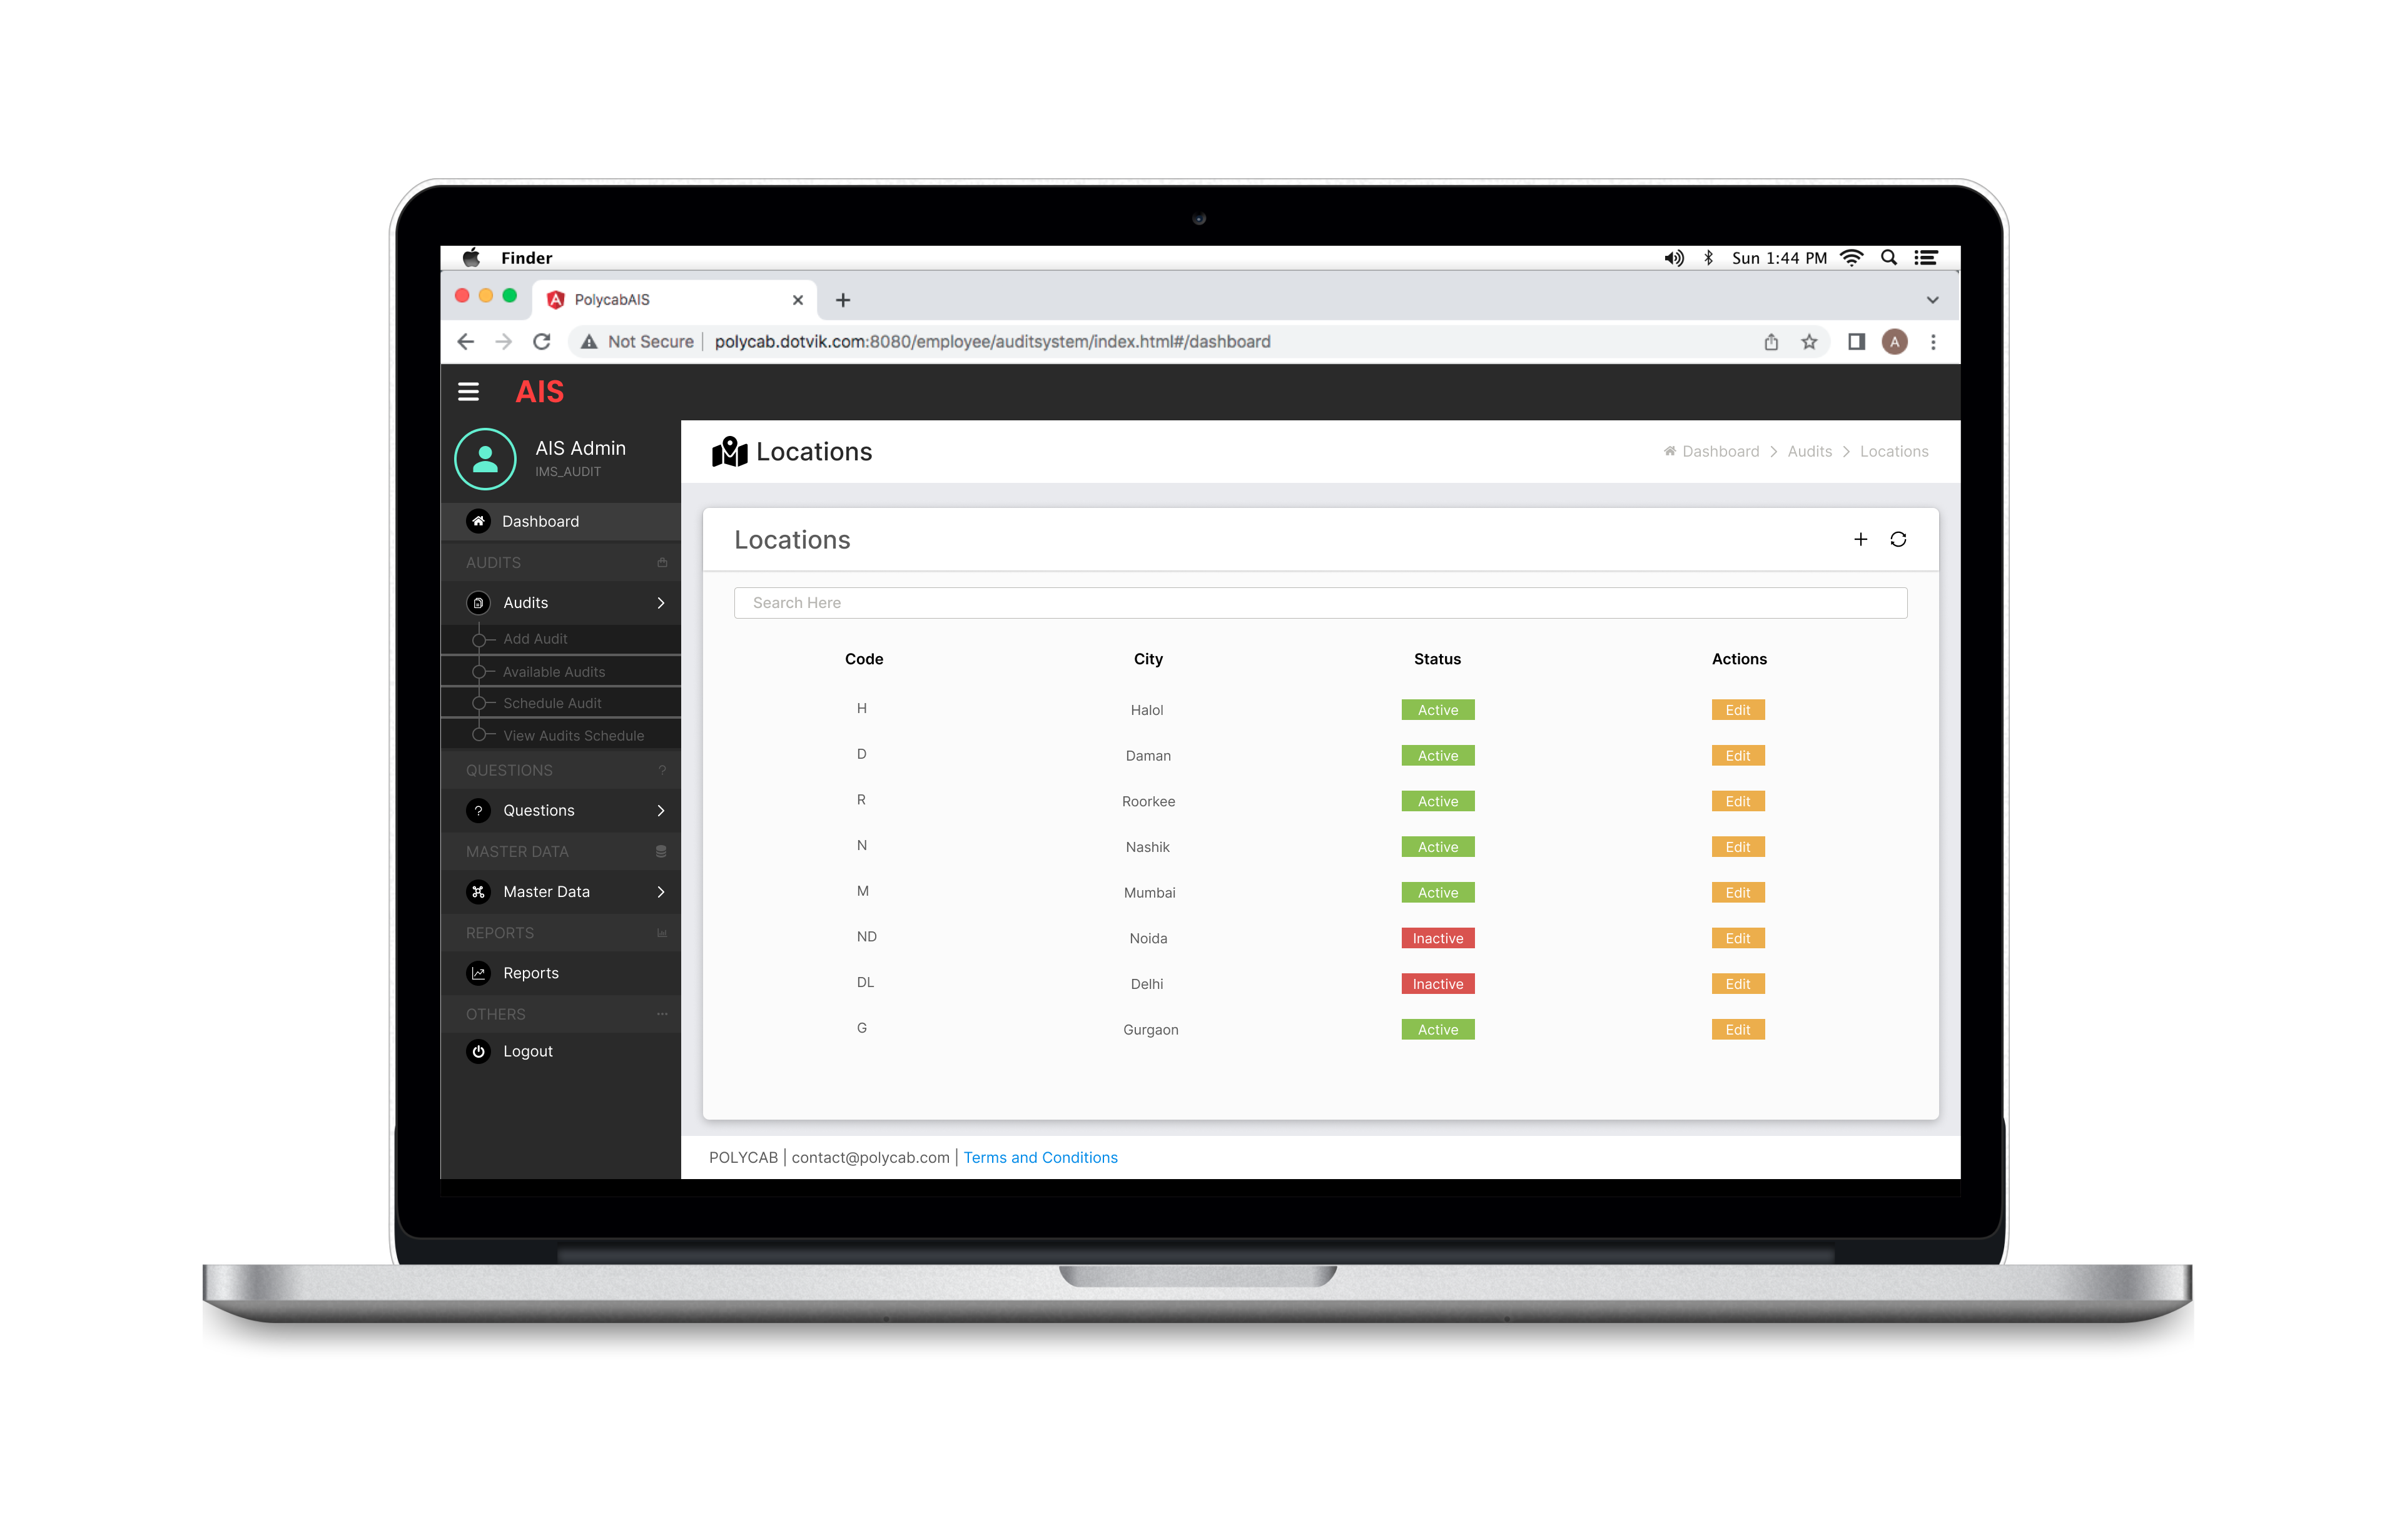 Finder
Sun 1:44 PM
PolycabAIS
Not Secure | polycab.dotvik.com:8080/employee/auditsystem/index.html#/dashboard
A
AIS
AIS Admin
IMS_AUDIT
Dashboard
AUDITS
Audits
Add Audit
Available Audits
Schedule Audit
View Audits Schedule
QUESTIONS
?
? Questions
MASTER DATA
Master Data
REPORTS
Reports
OTHERS
Logout
Locations
Dashboard > Audits > Locations
Locations
Search Here
Code City Status Actions
H Halol Active Edit
D Daman Active Edit
R Roorkee Active Edit
N Nashik Active Edit
M Mumbai Active Edit
ND Noida Inactive Edit
DL Delhi Inactive Edit
G Gurgaon Active Edit
POLYCAB | contact@polycab.com | Terms and Conditions